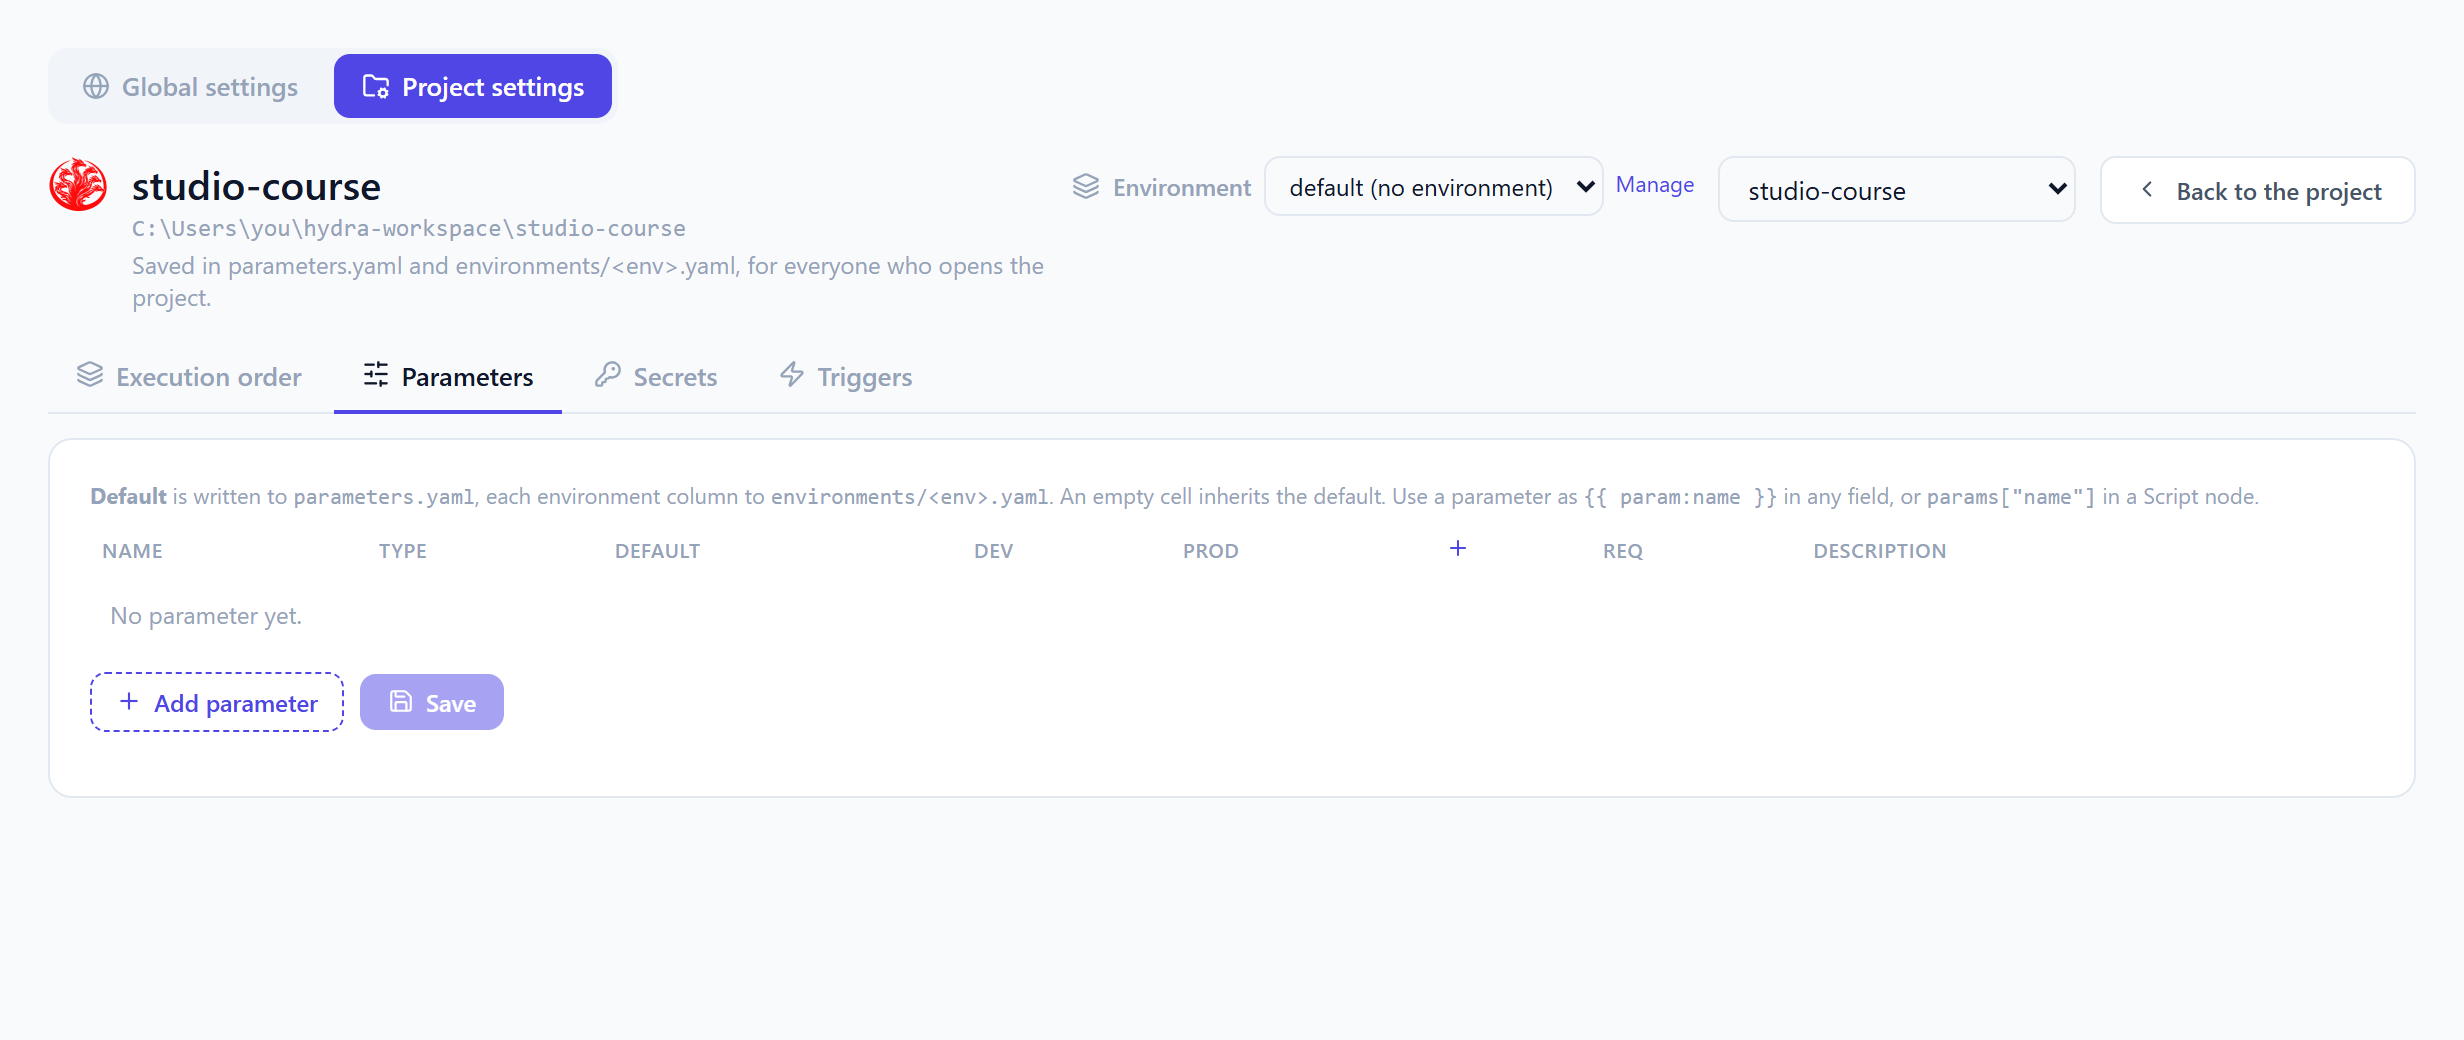 Global settings
Project settings
studio-course
Environment
default (no environment)
Manage
studio-course
Back to the project
C:\Users\you\hydra-workspace\studio-course
Saved in parameters.yaml and environments/<env>.yaml, for everyone who opens the
project.
Execution order
Parameters
Secrets
Triggers
Default is written to parameters.yaml, each environment column to environments/<env>.yaml. An empty cell inherits the default. Use a parameter as {{ param:name }} in any field, or params["name"] in a Script node.
NAME
TYPE
DEFAULT
DEV
PROD
REQ
DESCRIPTION
No parameter yet.
Add parameter
Save